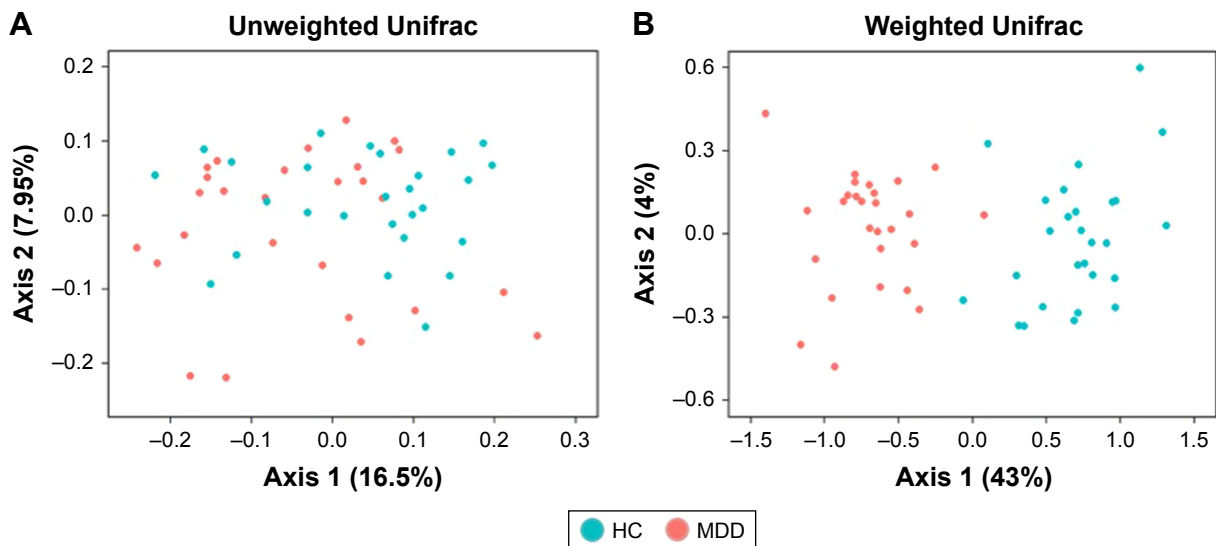 A Unweighted Unifrac
0.2
0.1
0.0
–0.1
–0.2
Axis 2 (7.95%)
–0.2 –0.1 0.0 0.1 0.2 0.3
Axis 1 (16.5%)
B Weighted Unifrac
0.6
0.3
0.0
–0.3
–0.6
Axis 2 (4%)
–1.5 –1.0 –0.5 0.0 0.5 1.0 1.5
Axis 1 (43%)
HC MDD